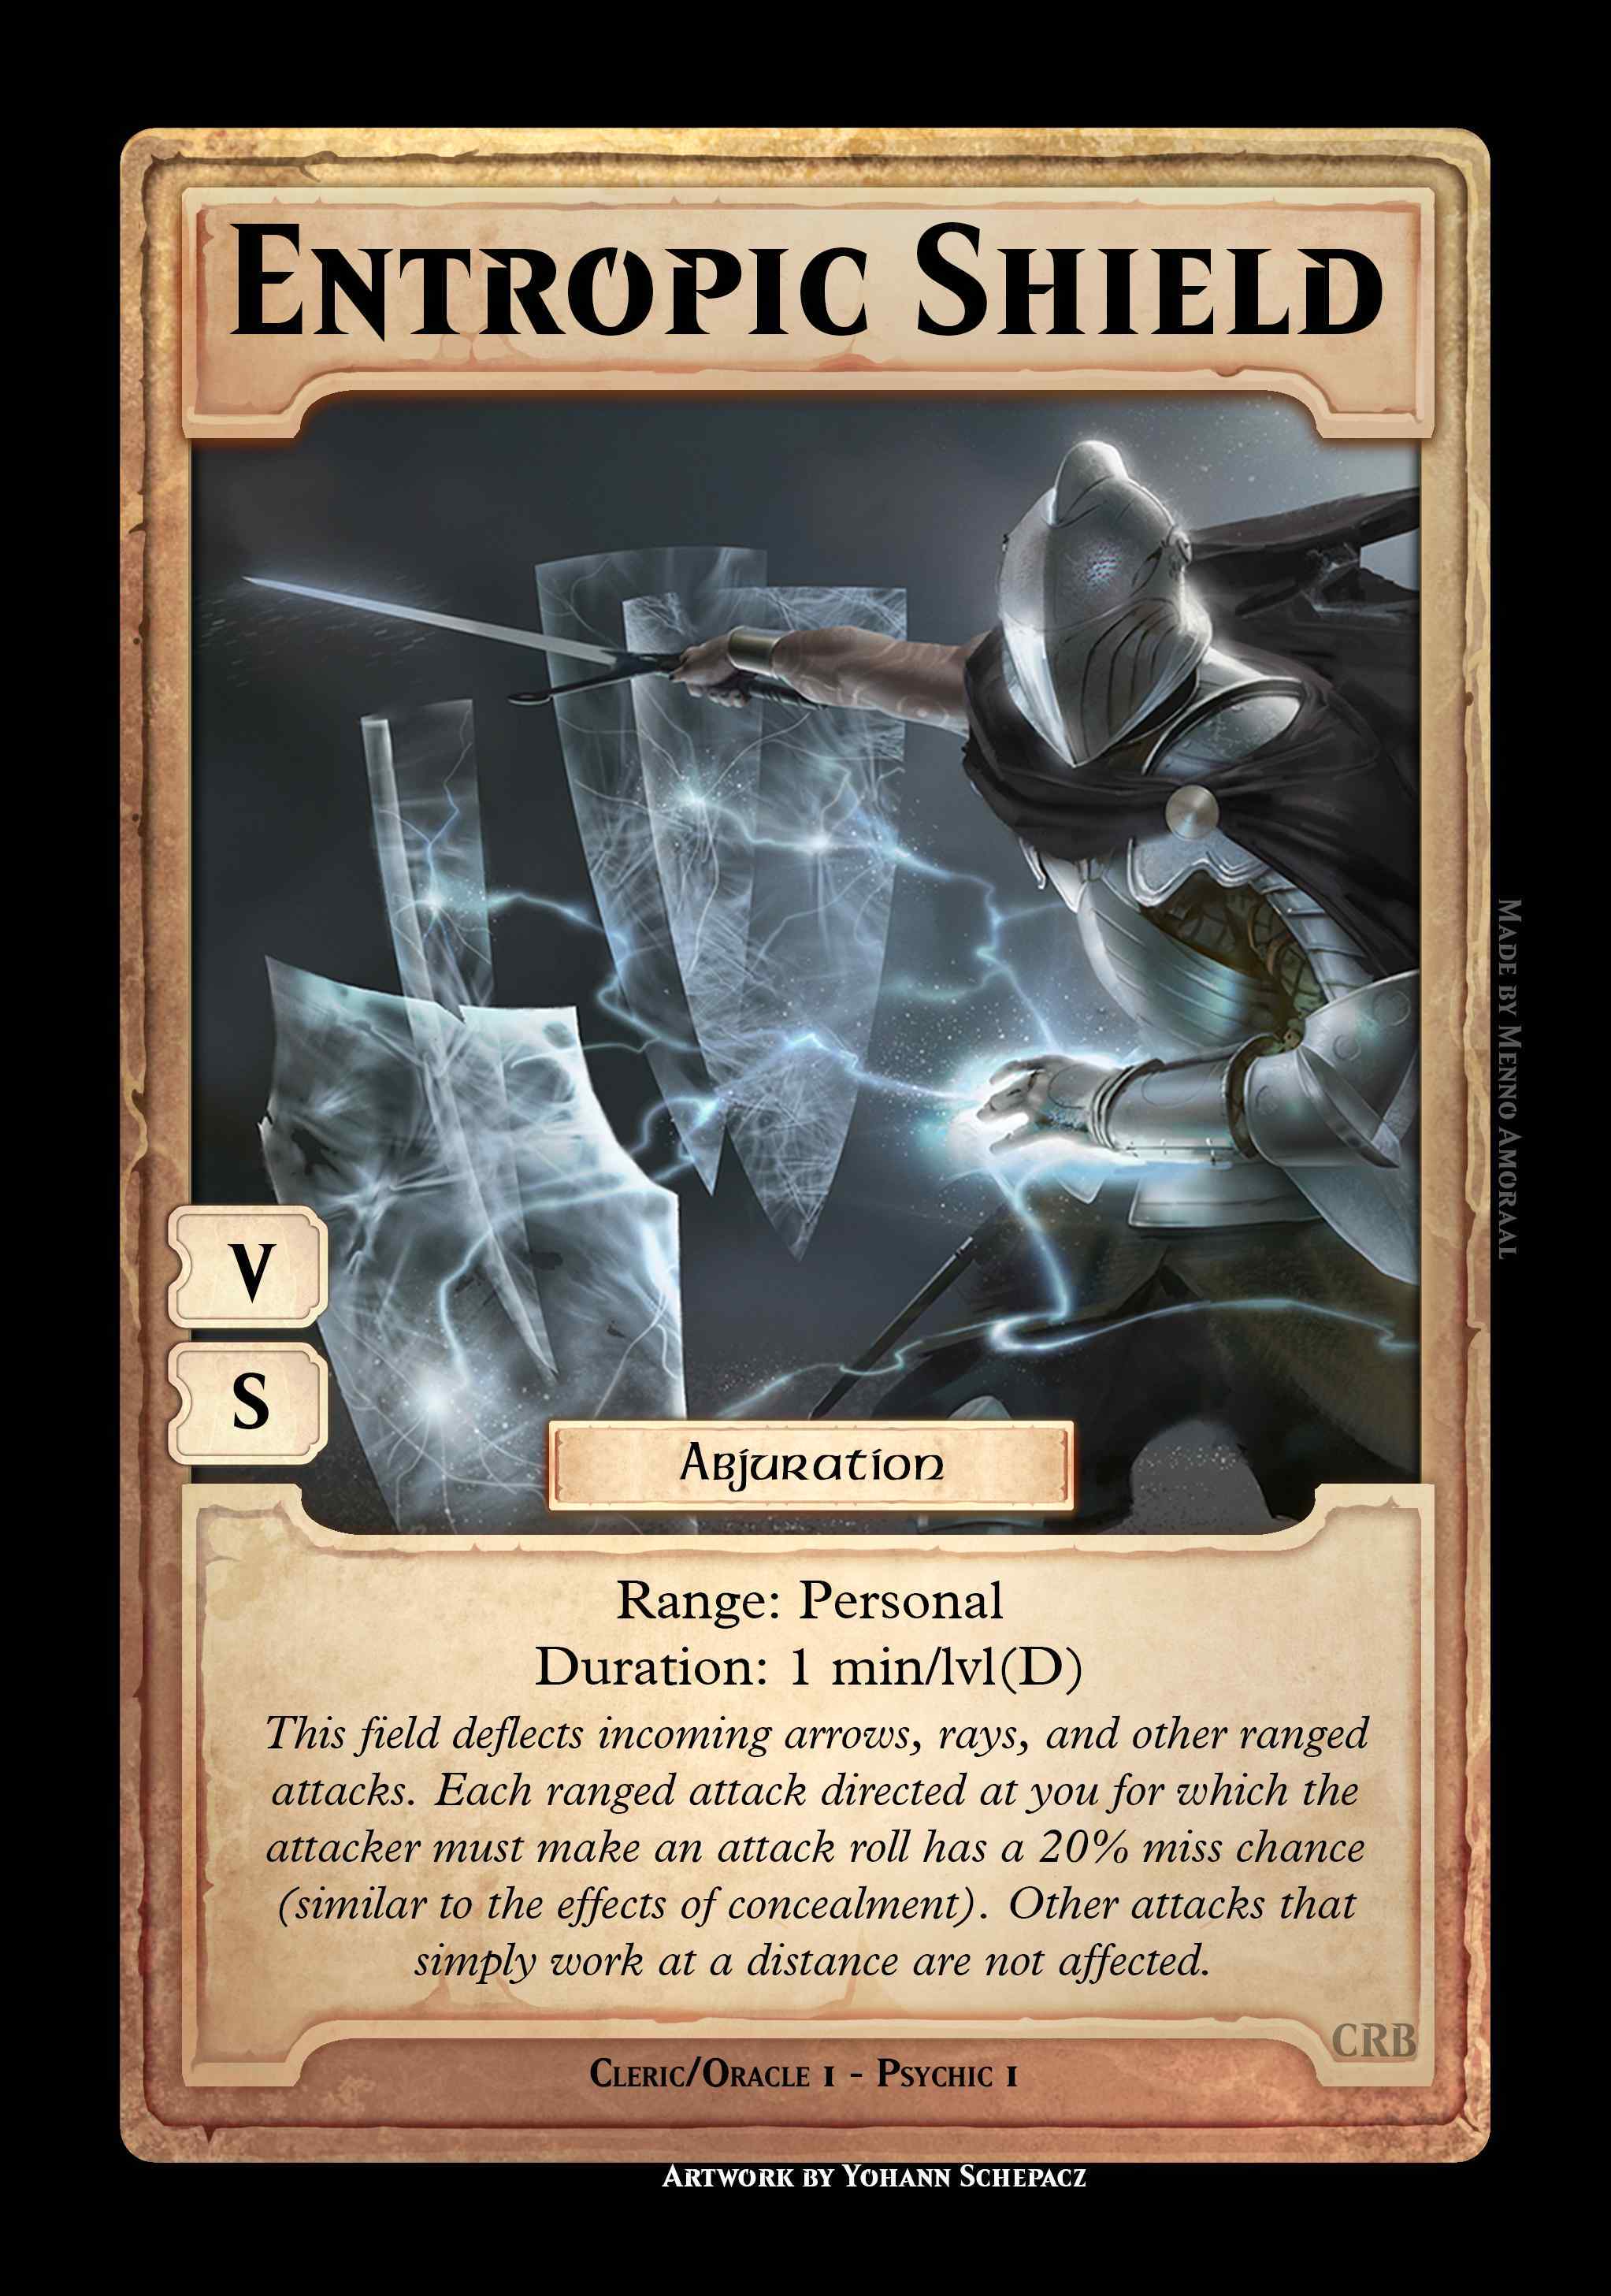 Entropic Shield
V
S
Abjuration
Range: Personal
Duration: 1 min/lvl(D)
This field deflects incoming arrows, rays, and other ranged
attacks. Each ranged attack directed at you for which the
attacker must make an attack roll has a 20% miss chance
(similar to the effects of concealment). Other attacks that
simply work at a distance are not affected.
CRB
Cleric/Oracle 1 - Psychic 1
Artwork by Yohann Schepacz
Made by Menno Amoraal